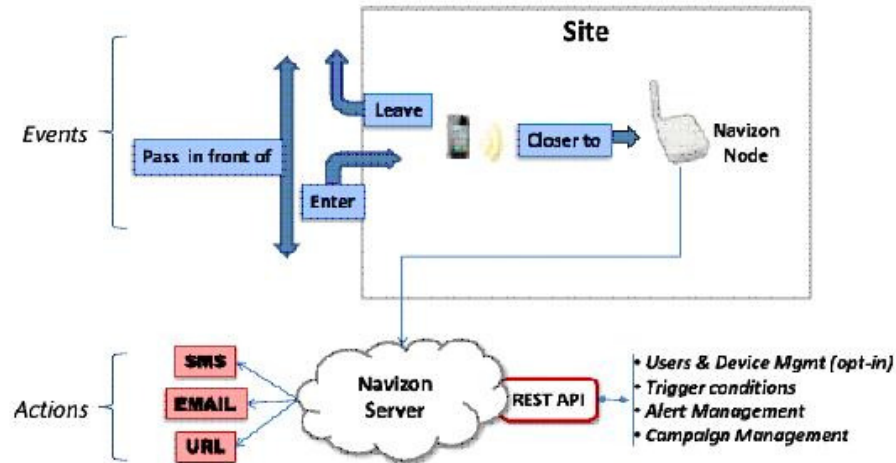 Site
Events
Leave
Pass in front of
Closer to
Navizon
Node
Enter
Actions
SMS
EMAIL
URL
Navizon
Server
REST API
• Users & Device Mgmt (opt-in)
• Trigger conditions
• Alert Management
• Campaign Management